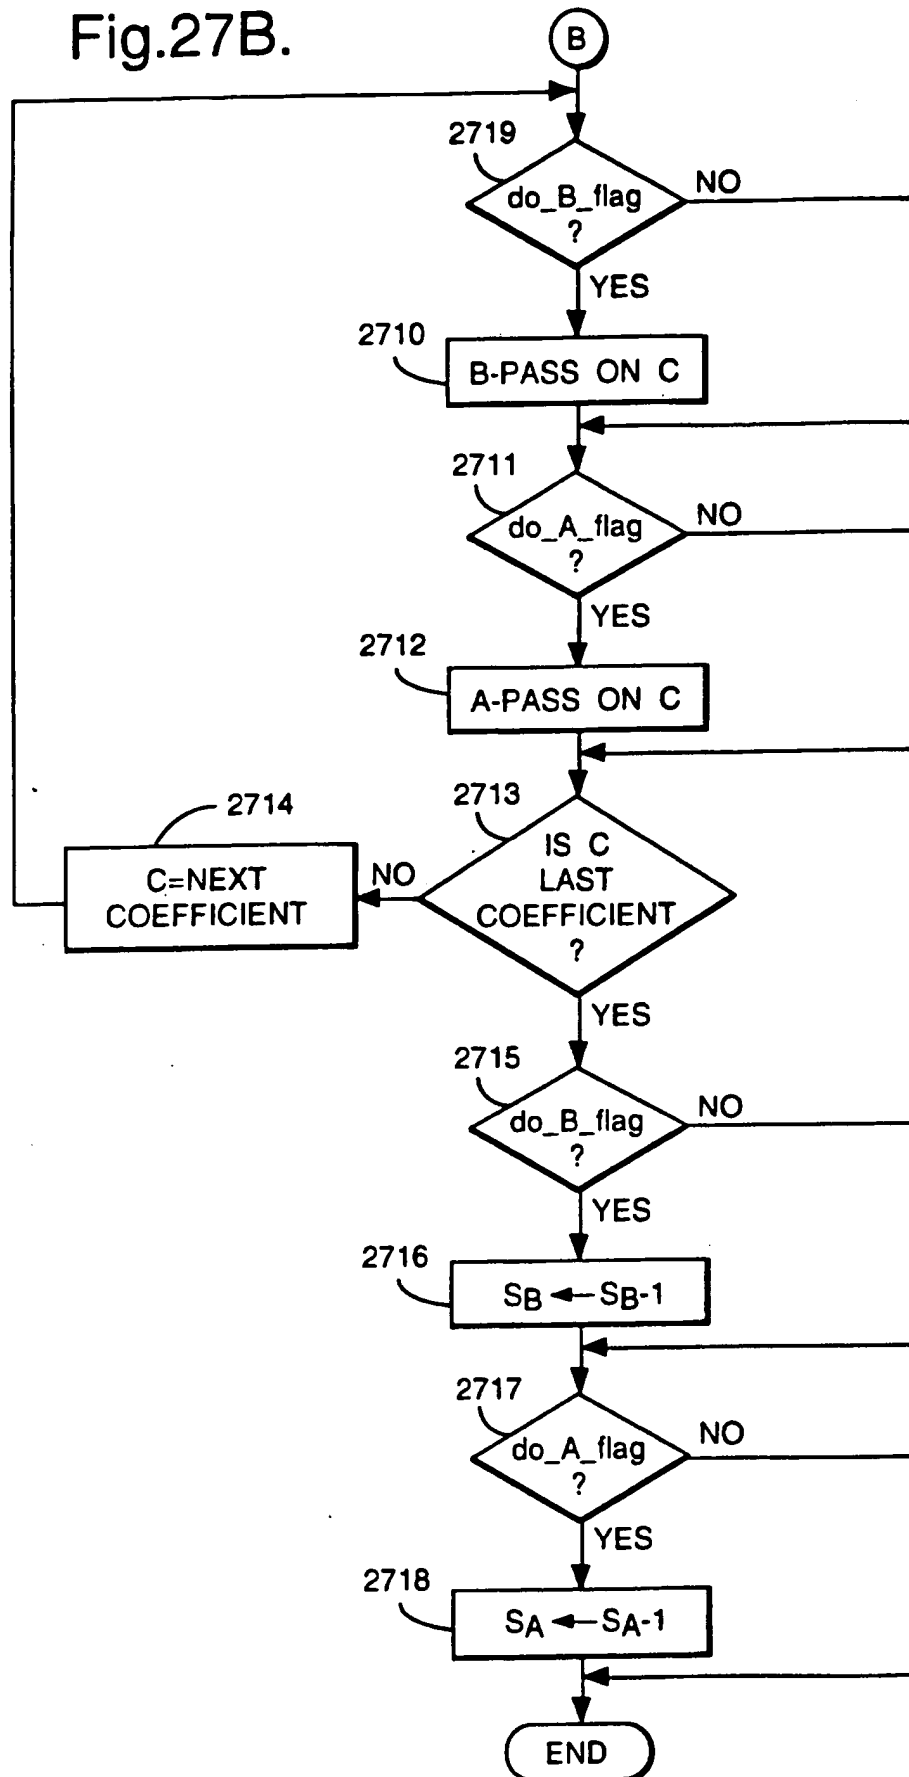 Fig.27B.
B
2719
do_B_flag
?
NO
YES
2710
B-PASS ON C
2711
do_A_flag
?
NO
YES
2712
A-PASS ON C
2713
IS C
LAST
COEFFICIENT
?
NO
2714
C=NEXT
COEFFICIENT
YES
2715
do_B_flag
?
NO
YES
2716
SB ← SB-1
2717
do_A_flag
?
NO
YES
2718
SA ← SA-1
END